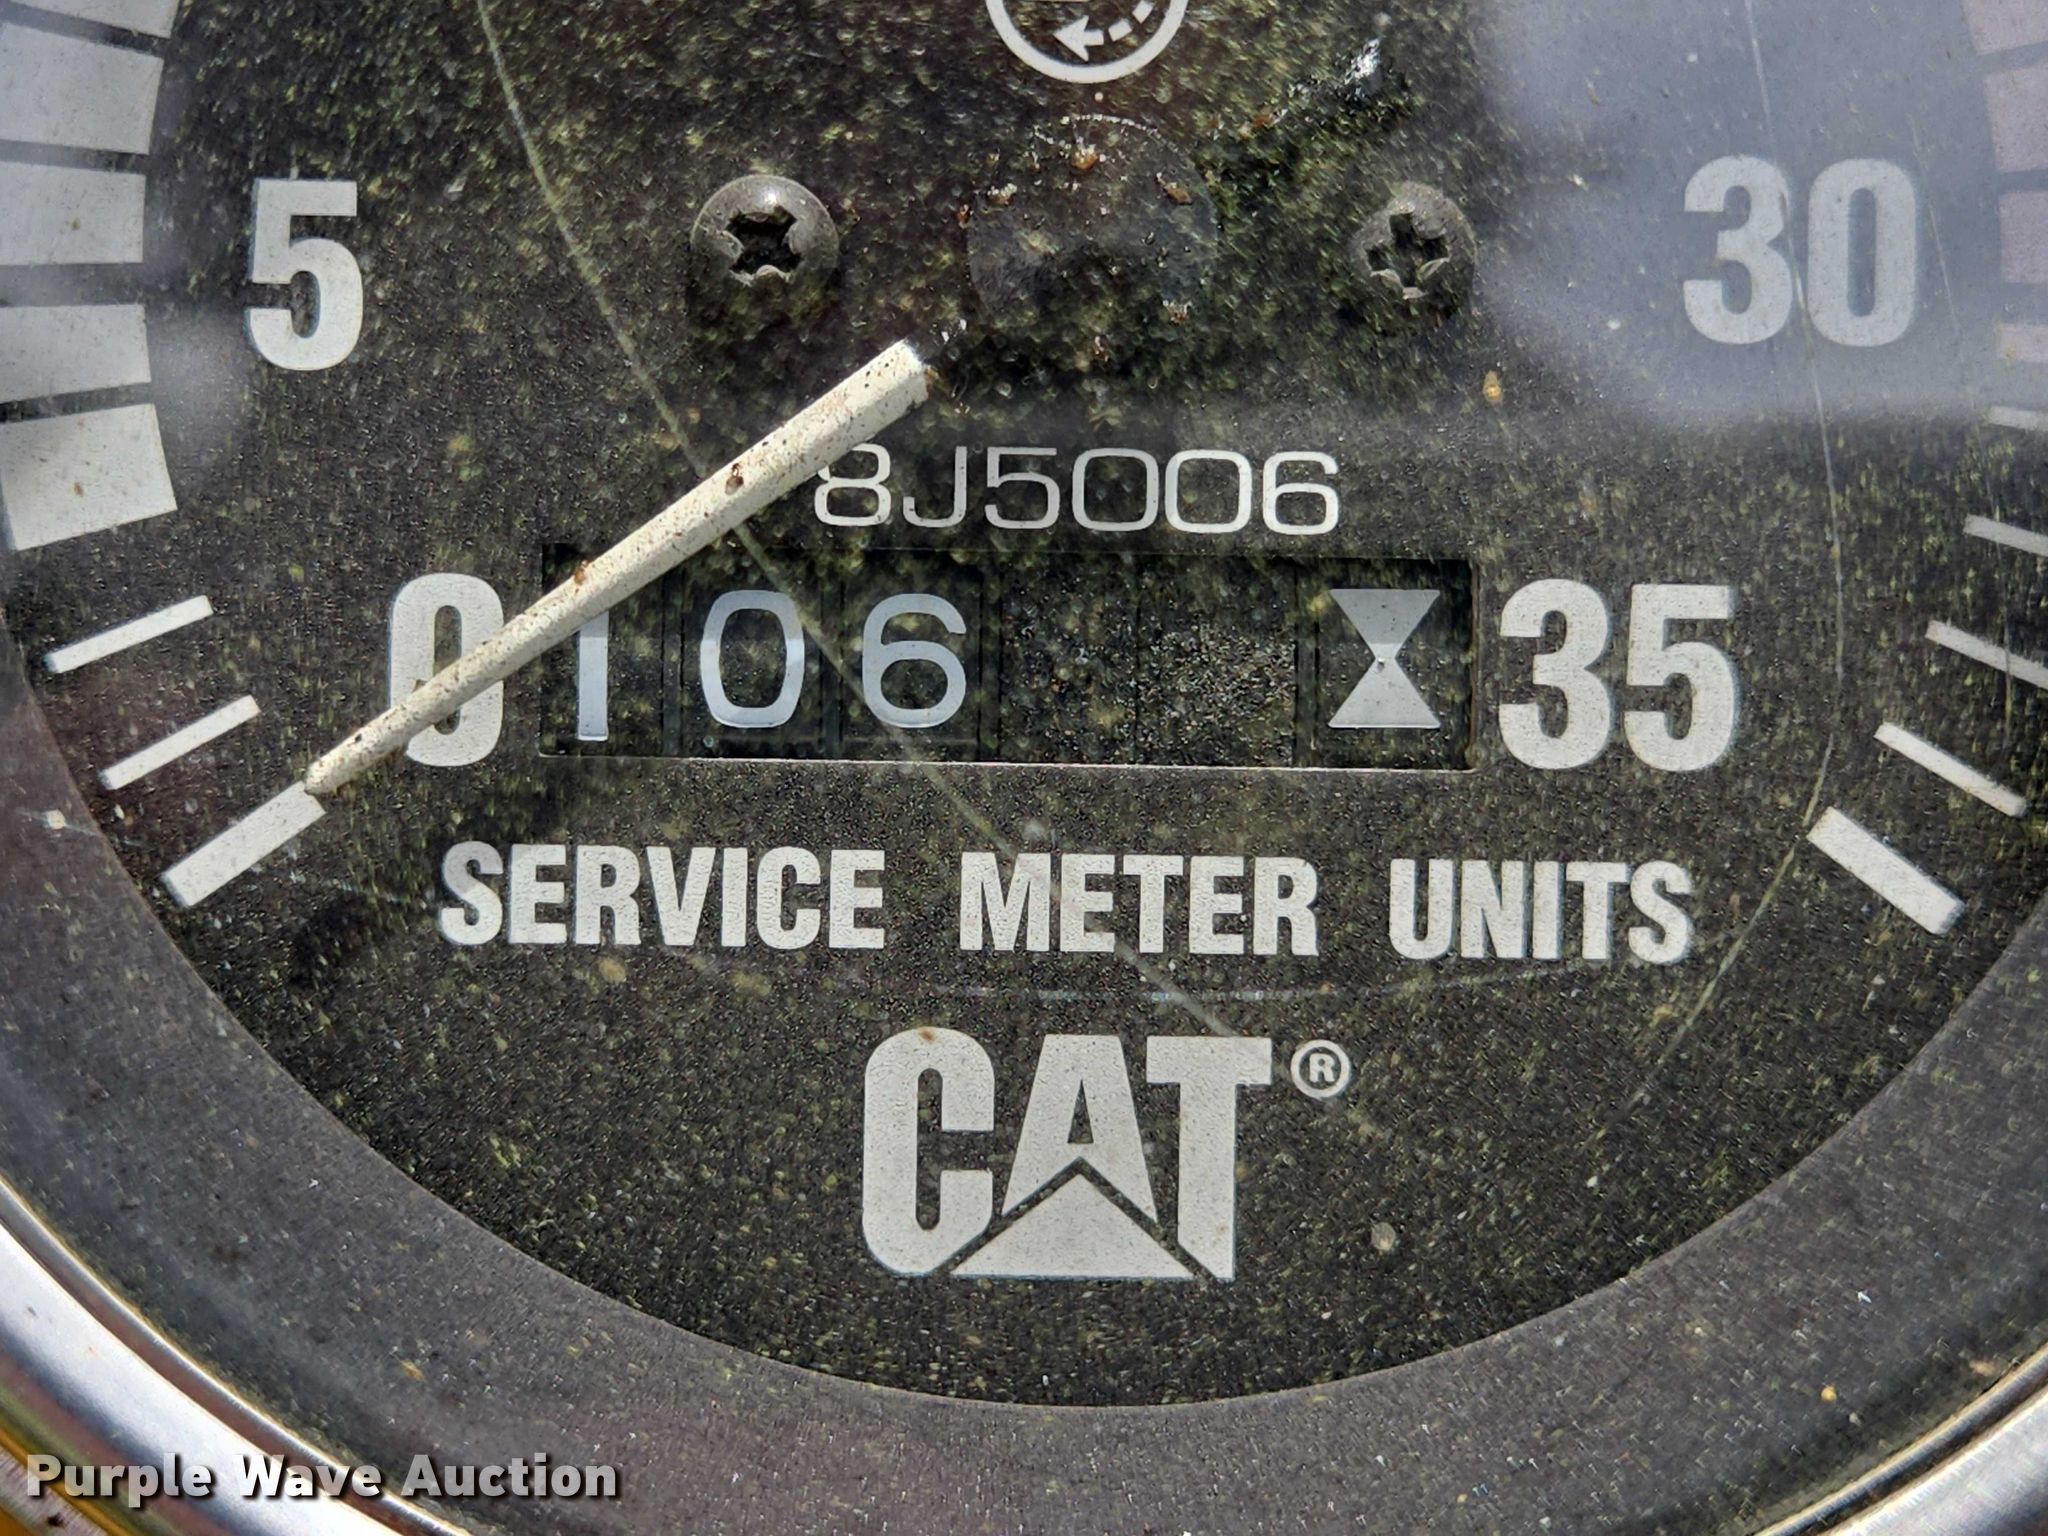 5 30
8J5006
0 106 35
SERVICE METER UNITS
CAT®
Purple Wave Auction